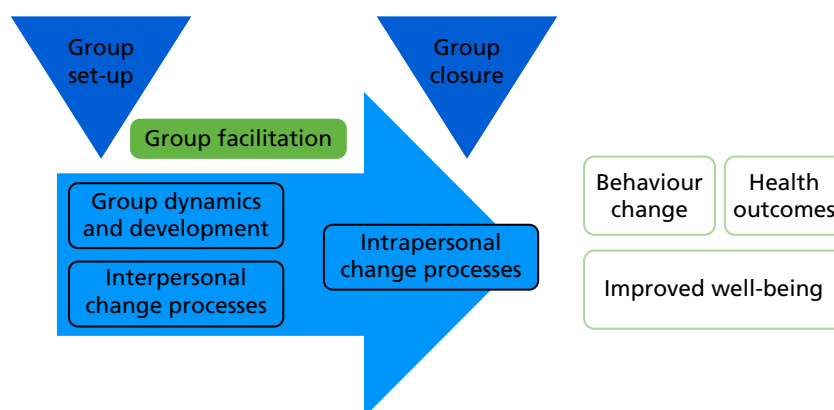 Group
set-up
Group
closure
Group facilitation
Group dynamics
and development
Interpersonal
change processes
Intrapersonal
change processes
Behaviour
change
Health
outcomes
Improved well-being